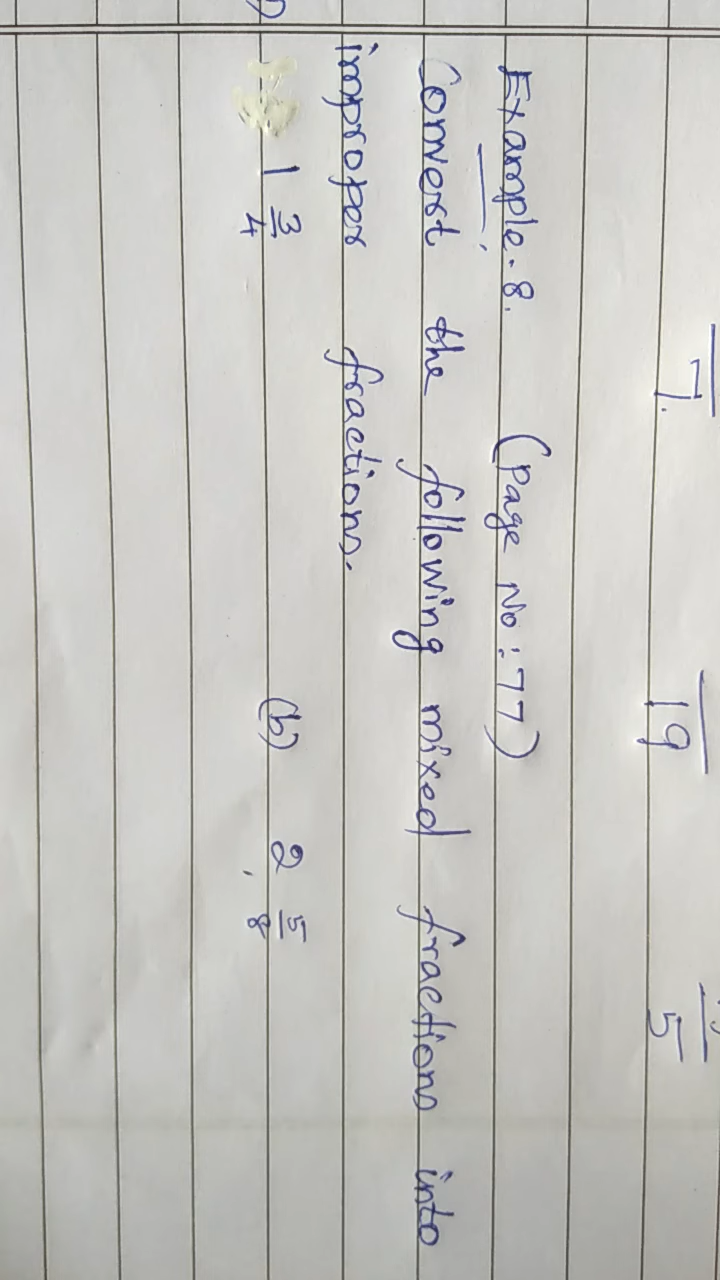 7. 19 5
Example. 8. (Page No: 77)
Convert the following mixed fractions into
improper fractions.
1 3/4 (b) 2 5/8